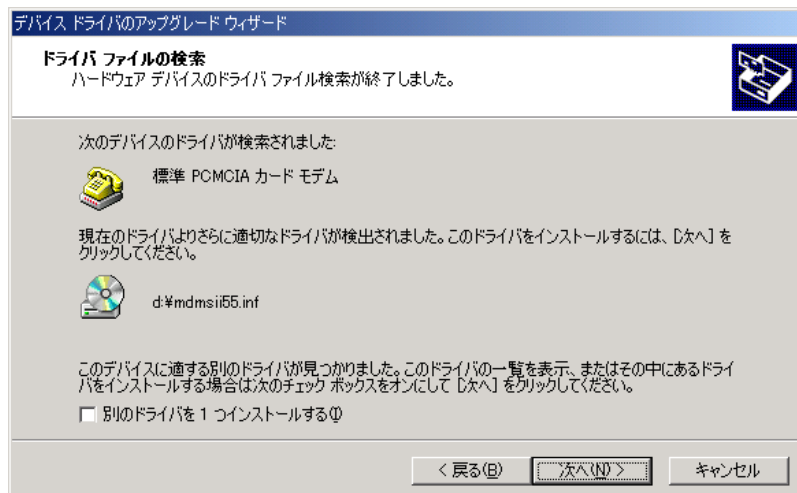 デバイス ドライバのアップグレード ウィザード
ドライバ ファイルの検索
ハードウェア デバイスのドライバ ファイル検索が終了しました。
次のデバイスのドライバが検索されました:
標準 PCMCIA カード モデム
現在のドライバよりさらに適切なドライバが検出されました。このドライバをインストールするには、[次へ] を
クリックしてください。
d:¥mdmsii55.inf
このデバイスに適する別のドライバが見つかりました。このドライバの一覧を表示、またはその中にあるドライ
バをインストールする場合は次のチェック ボックスをオンにして [次へ] をクリックしてください。
別のドライバを 1 つインストールする(I)
< 戻る(B)
次へ(N) >
キャンセル